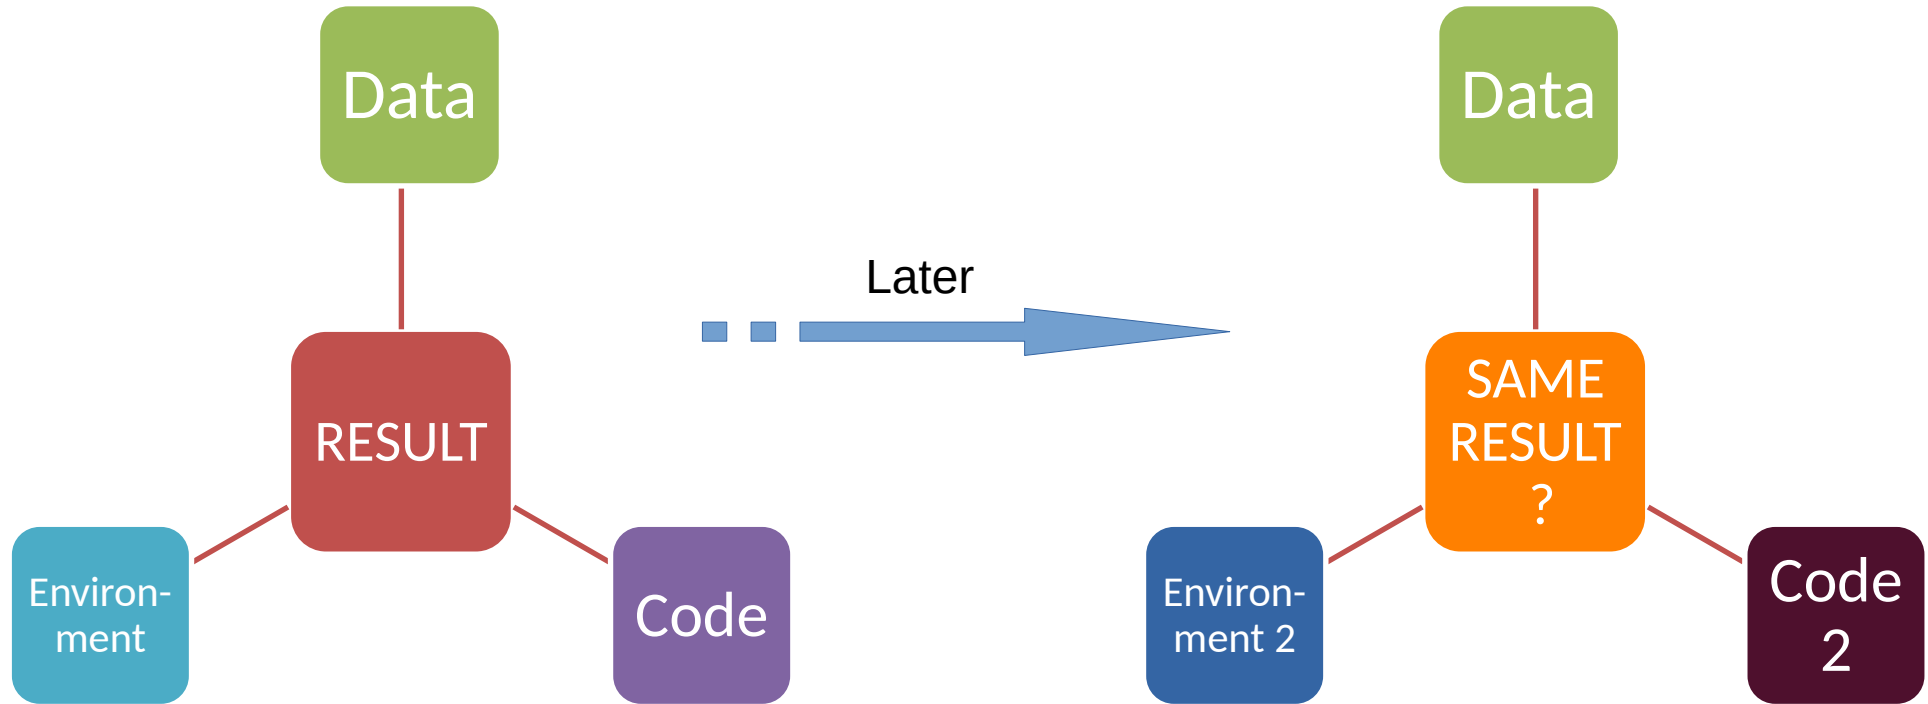 Data
RESULT
Environ-
ment
Code
Later
Data
SAME
RESULT
?
Environ-
ment 2
Code
2